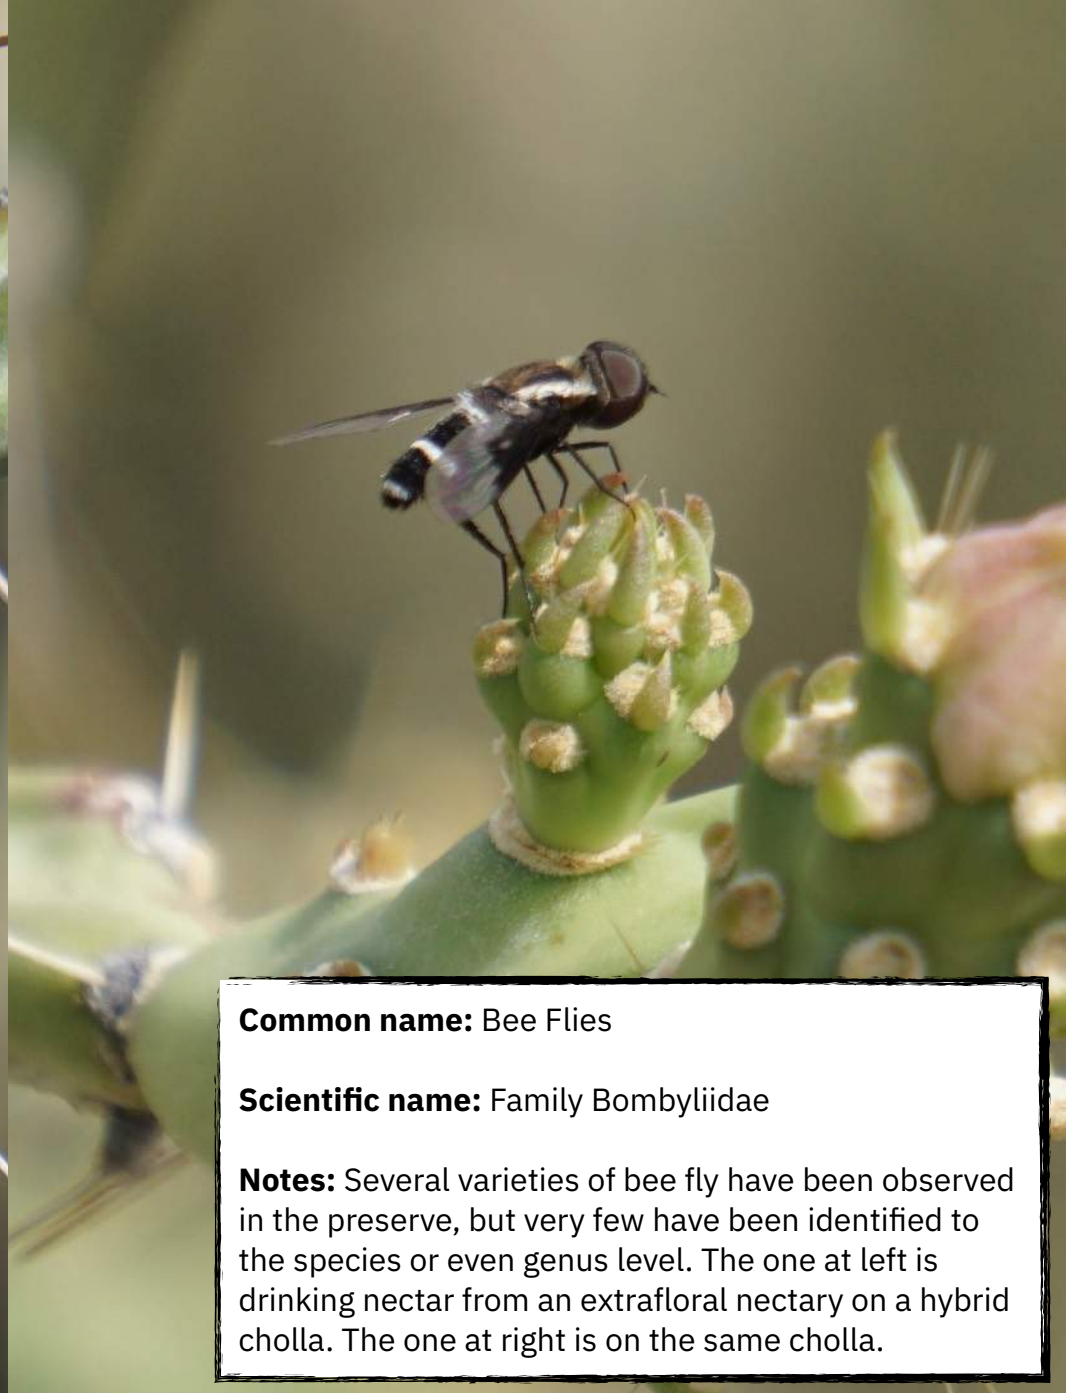 Common name: Bee Flies
Scientific name: Family Bombyliidae
Notes: Several varieties of bee fly have been observed
in the preserve, but very few have been identified to
the species or even genus level. The one at left is
drinking nectar from an extrafloral nectary on a hybrid
cholla. The one at right is on the same cholla.